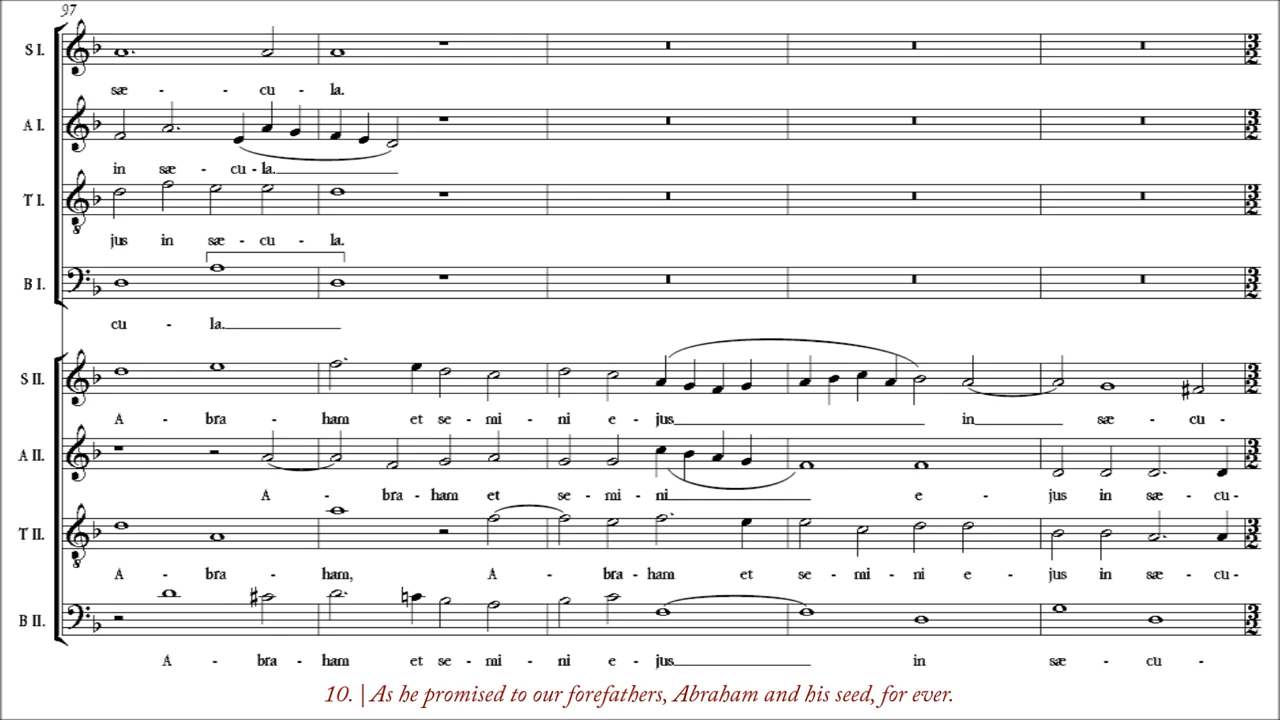 97
S I.
sæ - - cu - la.
A I.
in sæ - cu - la.
T I.
jus in sæ - cu - la.
B I.
cu - la.
S II.
A - bra - ham et se - mi - ni e - jus in sæ - cu -
A II.
A - bra - ham et se - mi - ni e - jus in sæ - cu -
T II.
A - bra - ham, A - bra - ham et se - mi - ni e - jus in sæ - cu -
B II.
A - bra - ham et se - mi - ni e - jus in sæ - cu -
3
2
10. | As he promised to our forefathers, Abraham and his seed, for ever.